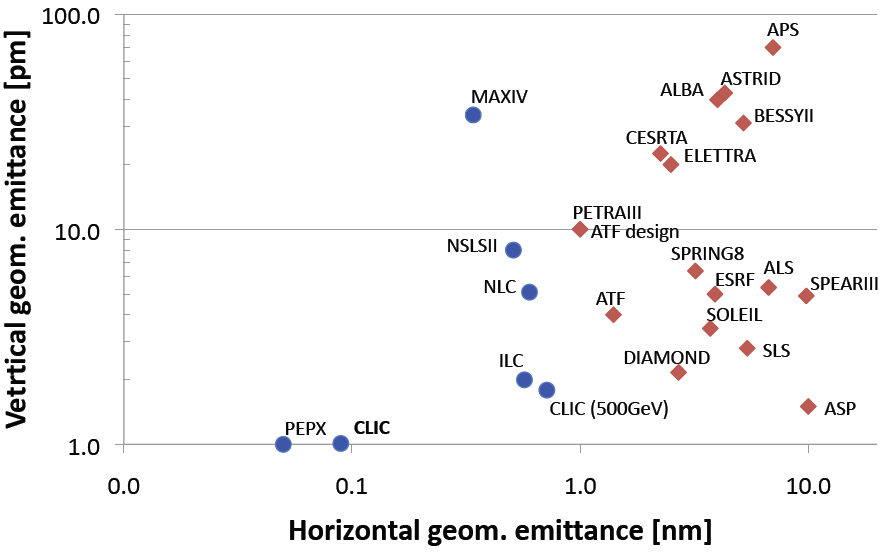 100.0
APS
MAXIV
ALBA
ASTRID
BESSYII
CESRTA
ELETTRA
Vetrtical geom. emittance [pm]
PETRAIII
10.0
ATF design
NSLSII
SPRING8
ALS
NLC
ESRF
SPEARIII
ATF
SOLEIL
ILC
DIAMOND
SLS
CLIC (500GeV)
ASP
PEPX
CLIC
1.0
0.0 0.1 1.0 10.0
Horizontal geom. emittance [nm]